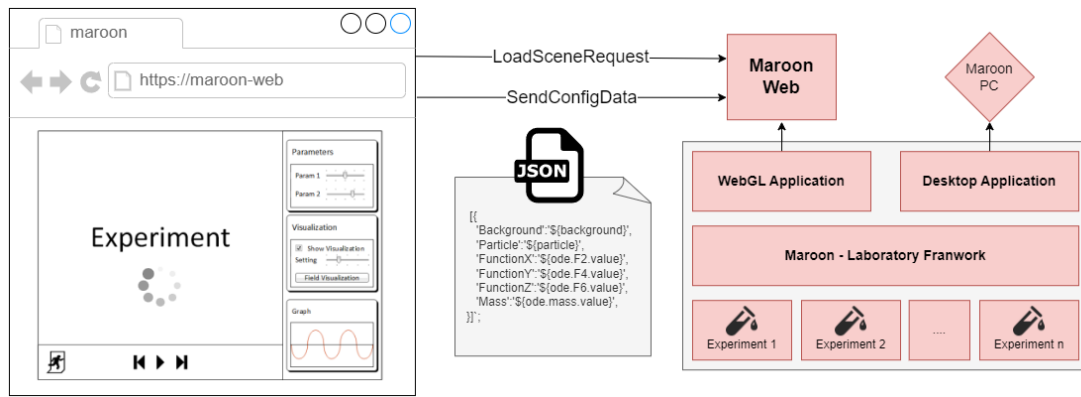 maroon
https://maroon-web
Experiment
Parameters
Param 1
Param 2
Visualization
Show Visualization
Setting
Field Visualization
Graph
LoadSceneRequest
SendConfigData
JSON
[{
'Background':'${background}',
'Particle':'${particle}',
'FunctionX':'${ode.F2.value}',
'FunctionY':'${ode.F4.value}',
'FunctionZ':'${ode.F6.value}',
'Mass':'${ode.mass.value}',
}]`;
Maroon
Web
Maroon
PC
WebGL Application
Desktop Application
Maroon - Laboratory Franwork
Experiment 1
Experiment 2
....
Experiment n